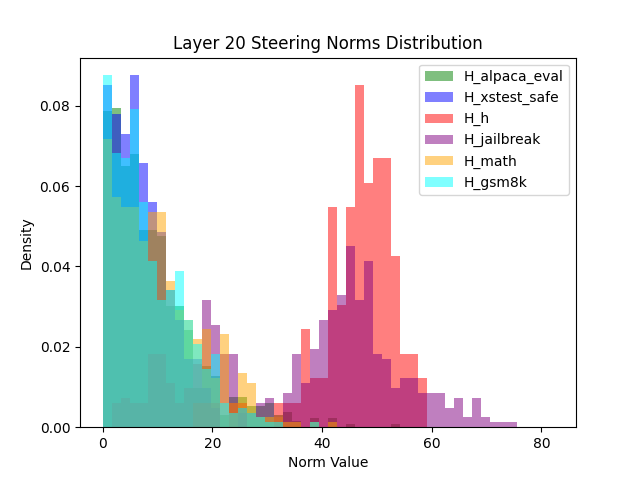 Layer 20 Steering Norms Distribution
H_alpaca_eval
H_xstest_safe
H_h
H_jailbreak
H_math
H_gsm8k
0.08
0.06
0.04
0.02
0.00
Density
0
20
40
60
80
Norm Value